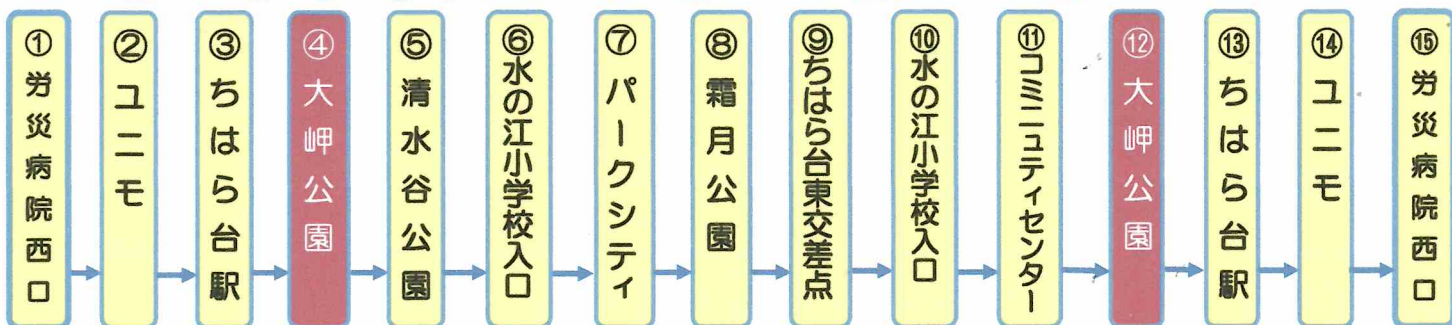 ①労災病院西口
②ユニモ
③ちはら台駅
④大岬公園
⑤清水谷公園
⑥水の江小学校入口
⑦パークシティ
⑧霜月公園
⑨ちはら台東交差点
⑩水の江小学校入口
⑪コミニュティセンター
⑫大岬公園
⑬ちはら台駅
⑭ユニモ
⑮労災病院西口